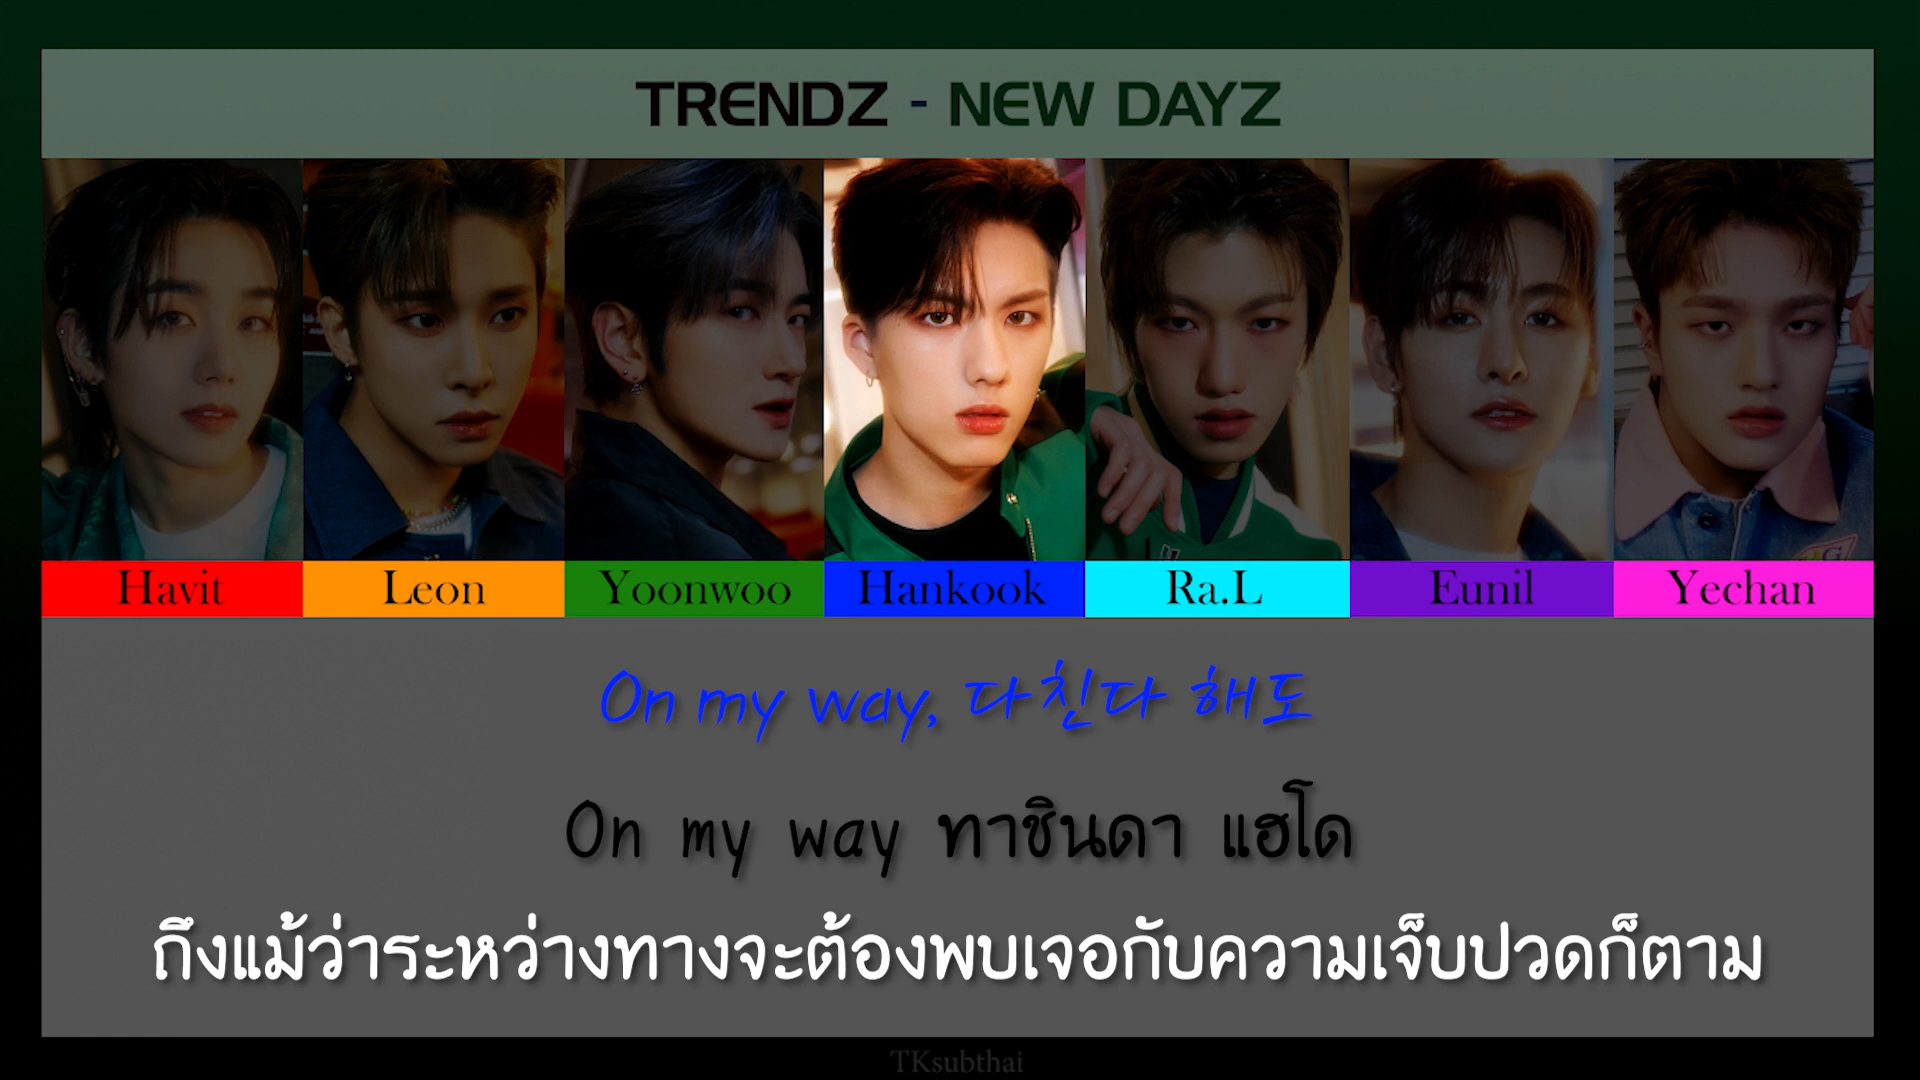 TRENDZ - NEW DAYZ
Havit Leon Yoonwoo Hankook Ra.L Eunil Yechan
On my way, 다친다 해도
On my way ทาชินดา แฮโด
ถึงแม้ว่าระหว่างทางจะต้องพบเจอกับความเจ็บปวดก็ตาม
TKsubthai